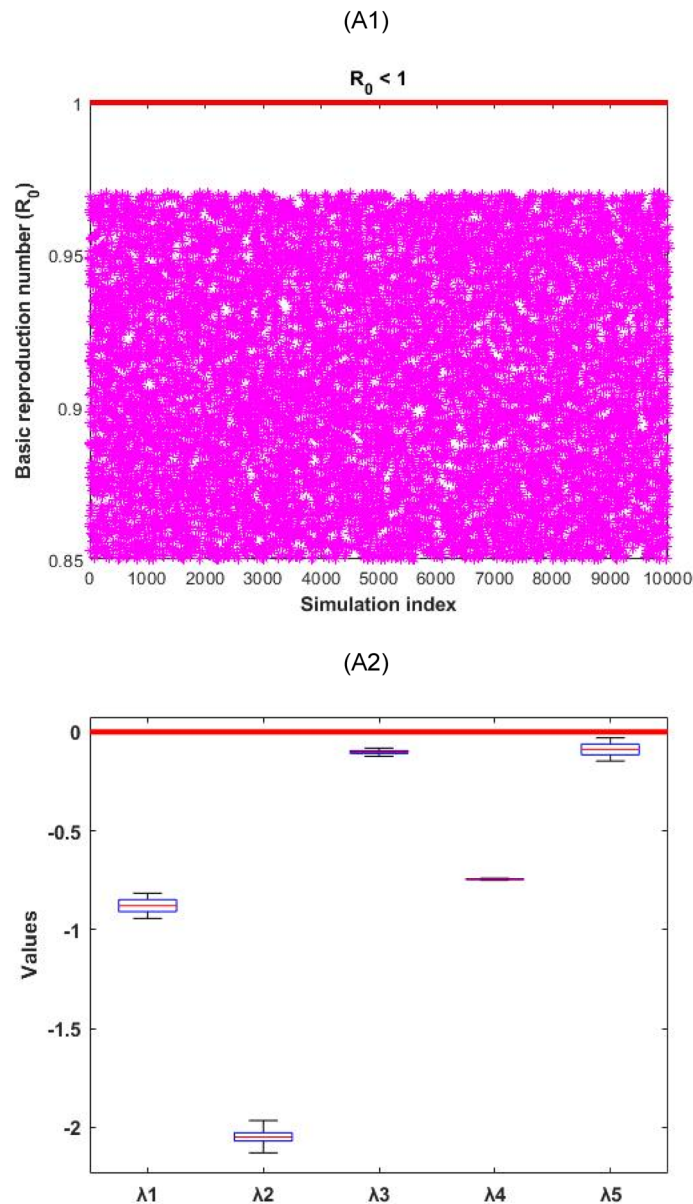 (A1)
R₀ < 1
1
0.95
0.9
0.85
Basic reproduction number (R₀)
0 1000 2000 3000 4000 5000 6000 7000 8000 9000 10000
Simulation index
(A2)
0
-0.5
-1
-1.5
-2
Values
λ1 λ2 λ3 λ4 λ5